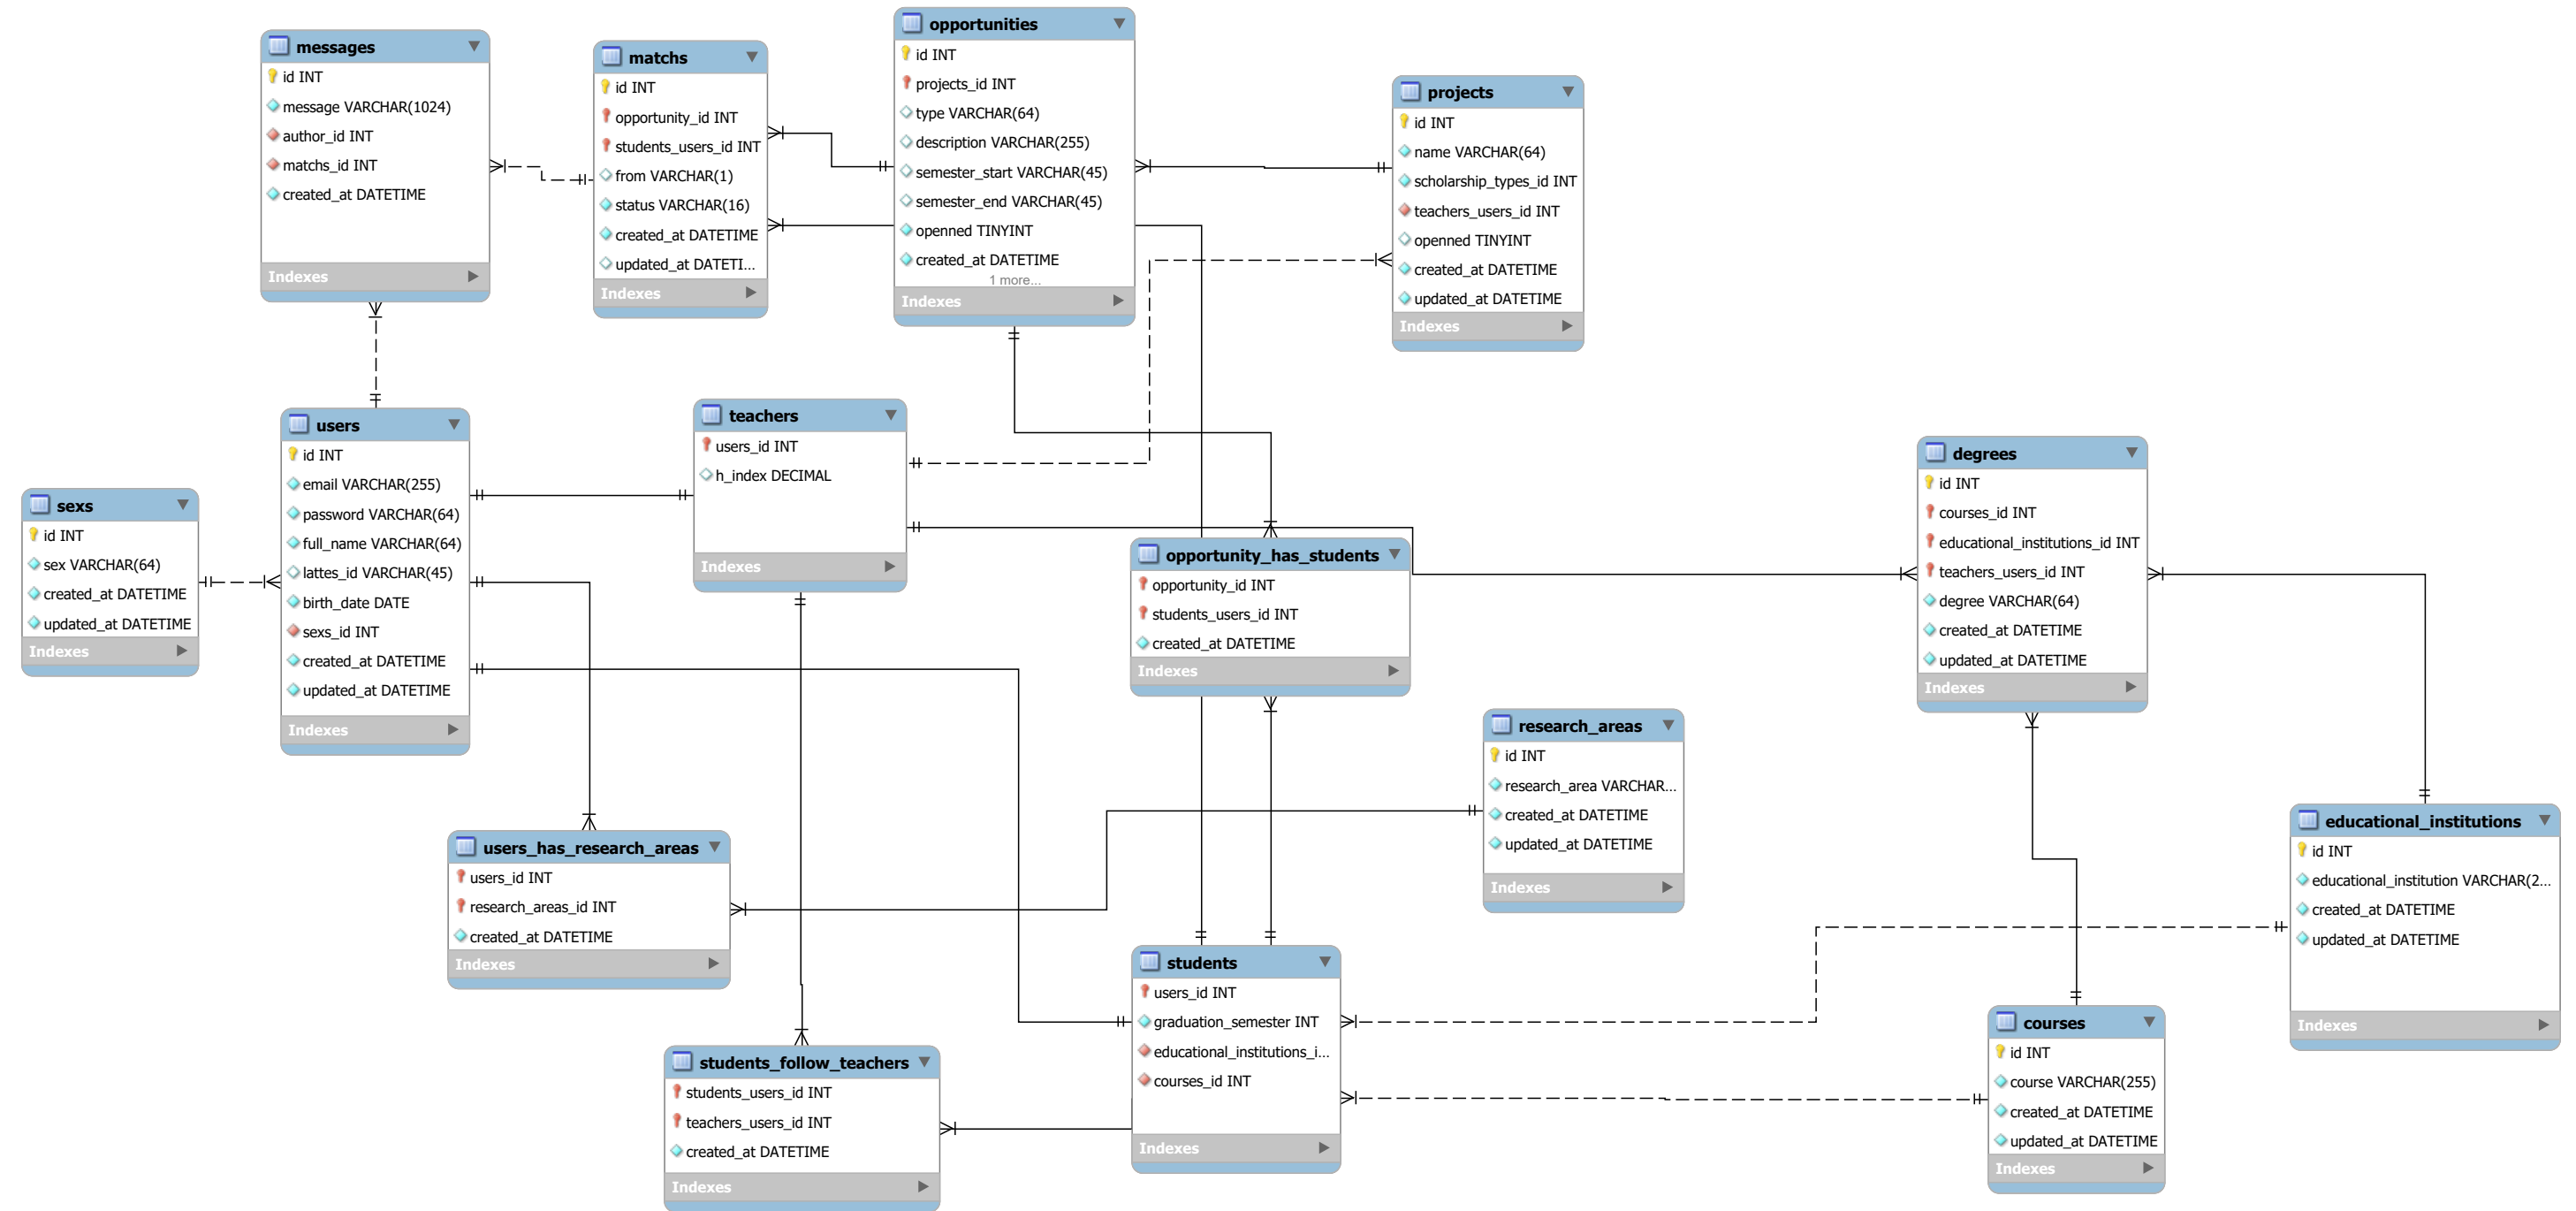 messages
id INT
message VARCHAR(1024)
author_id INT
matchs_id INT
created_at DATETIME
Indexes
matchs
id INT
opportunity_id INT
students_users_id INT
from VARCHAR(1)
status VARCHAR(16)
created_at DATETIME
updated_at DATETI...
Indexes
opportunities
id INT
projects_id INT
type VARCHAR(64)
description VARCHAR(255)
semester_start VARCHAR(45)
semester_end VARCHAR(45)
openned TINYINT
created_at DATETIME
1 more...
Indexes
projects
id INT
name VARCHAR(64)
scholarship_types_id INT
teachers_users_id INT
openned TINYINT
created_at DATETIME
updated_at DATETIME
Indexes
sexs
id INT
sex VARCHAR(64)
created_at DATETIME
updated_at DATETIME
Indexes
users
id INT
email VARCHAR(255)
password VARCHAR(64)
full_name VARCHAR(64)
lattes_id VARCHAR(45)
birth_date DATE
sexs_id INT
created_at DATETIME
updated_at DATETIME
Indexes
teachers
users_id INT
h_index DECIMAL
Indexes
opportunity_has_students
opportunity_id INT
students_users_id INT
created_at DATETIME
Indexes
degrees
id INT
courses_id INT
educational_institutions_id INT
teachers_users_id INT
degree VARCHAR(64)
created_at DATETIME
updated_at DATETIME
Indexes
research_areas
id INT
research_area VARCHAR...
created_at DATETIME
updated_at DATETIME
Indexes
users_has_research_areas
users_id INT
research_areas_id INT
created_at DATETIME
Indexes
educational_institutions
id INT
educational_institution VARCHAR(2...
created_at DATETIME
updated_at DATETIME
Indexes
students
users_id INT
graduation_semester INT
educational_institutions_i...
courses_id INT
Indexes
students_follow_teachers
students_users_id INT
teachers_users_id INT
created_at DATETIME
Indexes
courses
id INT
course VARCHAR(255)
created_at DATETIME
updated_at DATETIME
Indexes